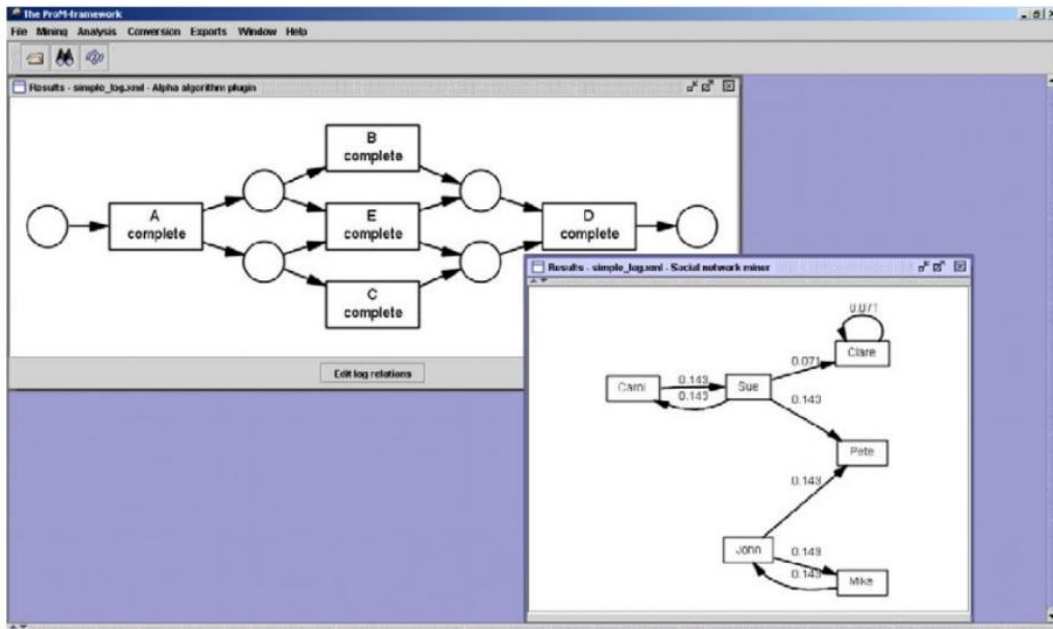 The ProM-framework
File Mining Analysis Conversion Exports Window Help
Results - simple_log.xml - Alpha algorithm plugin
B
complete
A
complete
E
complete
D
complete
C
complete
Edit log relations
Results - simple_log.xml - Social network miner
0.071
Clare
0.071
Carol
0.143
0.143
Sue
0.143
Pete
0.143
John
0.143
0.143
Mike